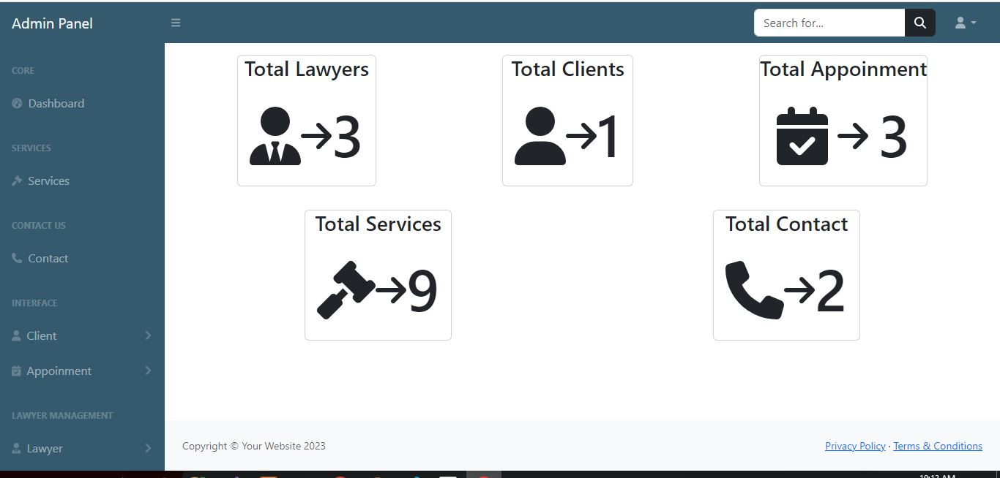 Admin Panel
Search for...
CORE
Dashboard
SERVICES
Services
CONTACT US
Contact
INTERFACE
Client
Appoinment
LAWYER MANAGEMENT
Lawyer
Total Lawyers
3
Total Clients
1
Total Appoinment
3
Total Services
9
Total Contact
2
Copyright © Your Website 2023
Privacy Policy · Terms & Conditions